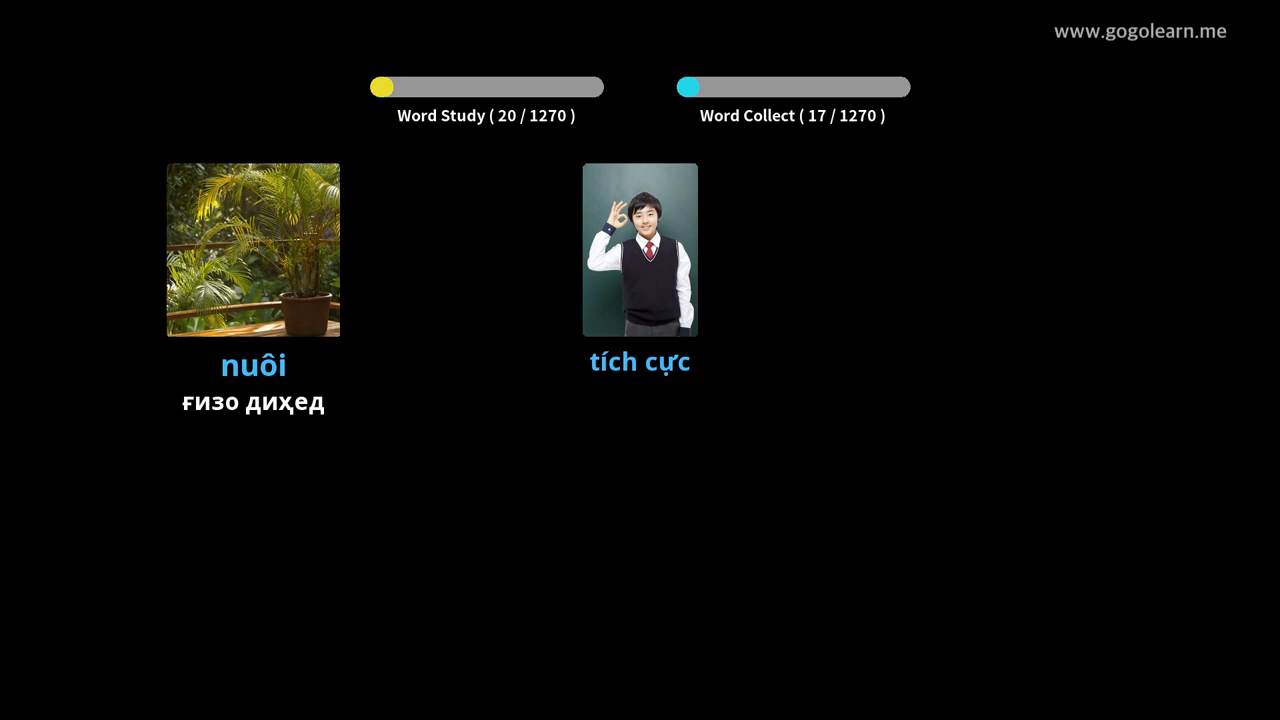 www.gogolearn.me
Word Study ( 20 / 1270 )
Word Collect ( 17 / 1270 )
nuôi
ғизо диҳед
tích cực